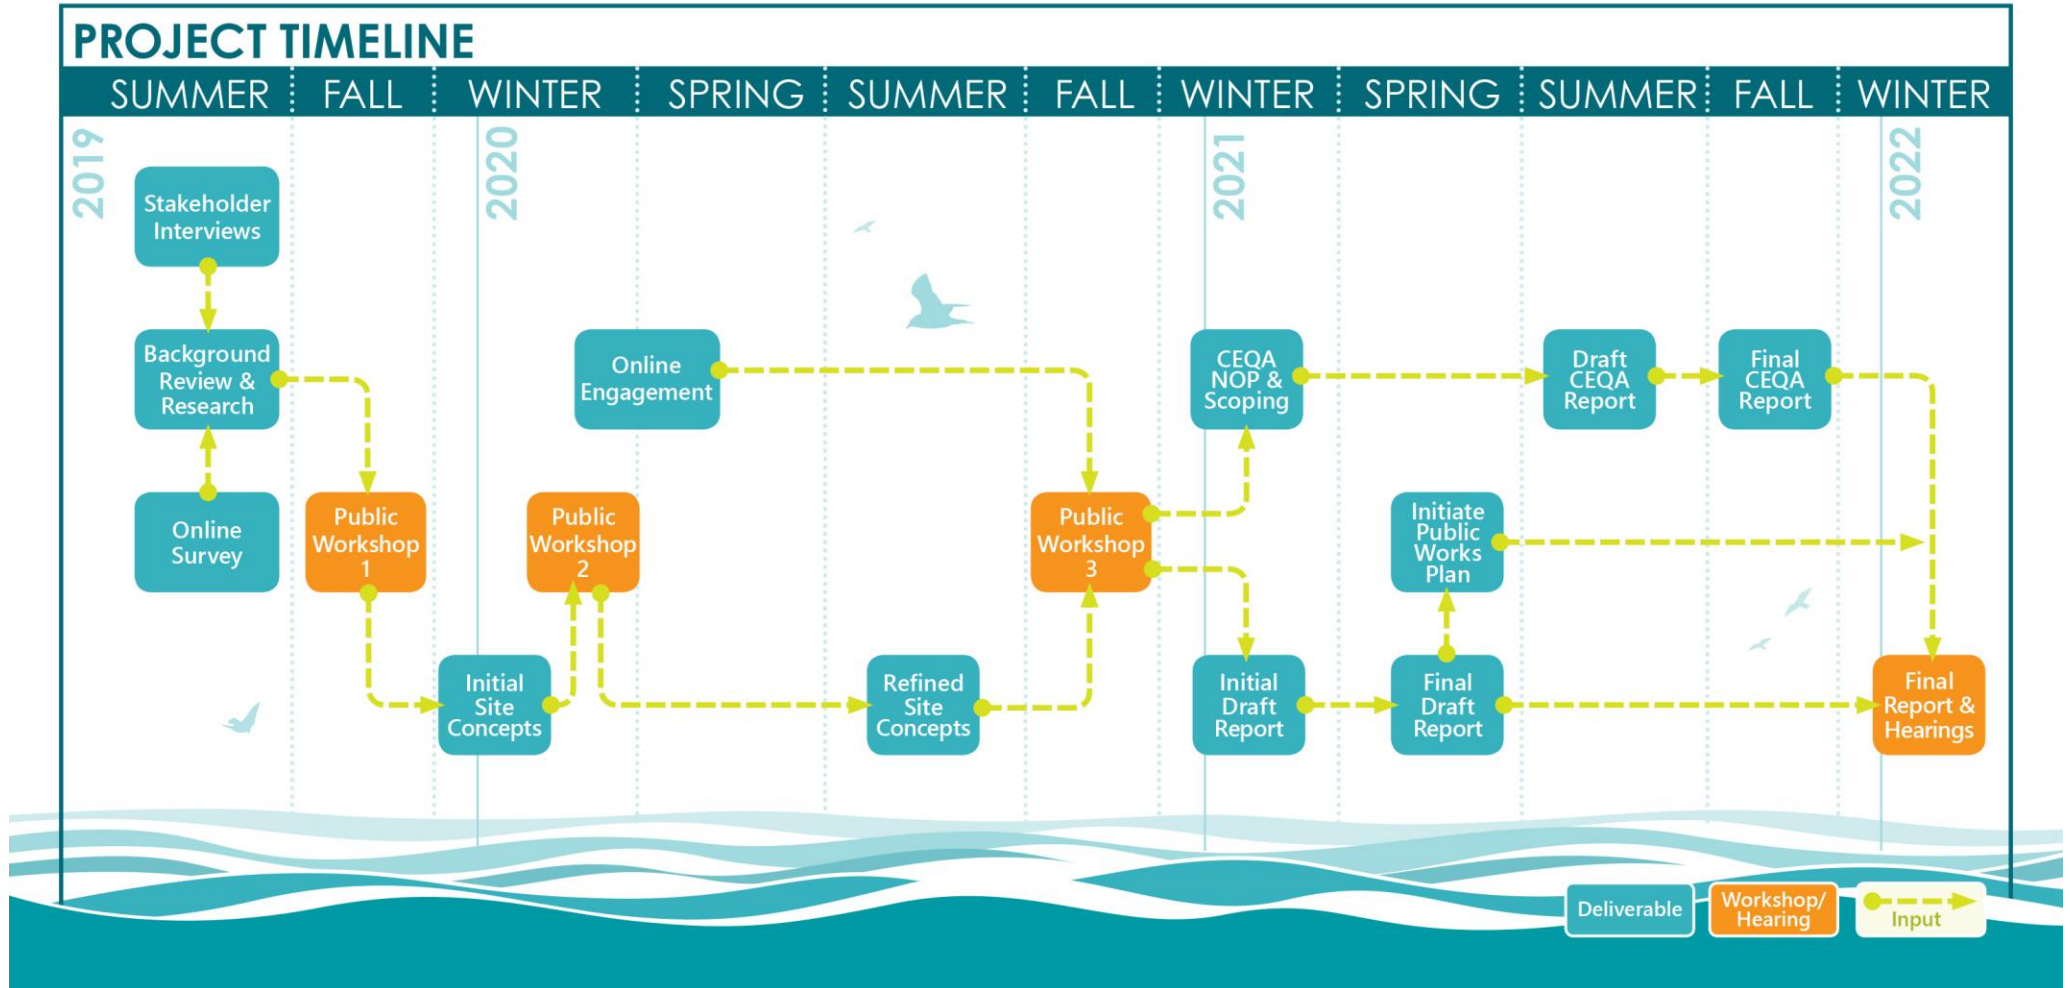 PROJECT TIMELINE
SUMMER FALL WINTER SPRING SUMMER FALL WINTER SPRING SUMMER FALL WINTER
2019
2020
2021
2022
Stakeholder
Interviews
Background
Review &
Research
Online
Survey
Public
Workshop
1
Initial
Site
Concepts
Public
Workshop
2
Online
Engagement
Refined
Site
Concepts
Public
Workshop
3
CEQA
NOP &
Scoping
Initial
Draft
Report
Initiate
Public
Works
Plan
Final
Draft
Report
Draft
CEQA
Report
Final
CEQA
Report
Final
Report &
Hearings
Deliverable
Workshop/
Hearing
Input